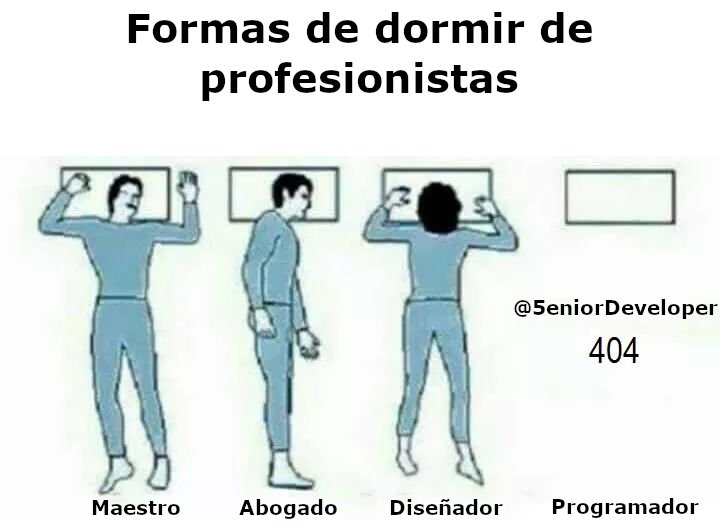 Formas de dormir de
profesionistas
@5eniorDeveloper
404
Maestro Abogado Diseñador Programador